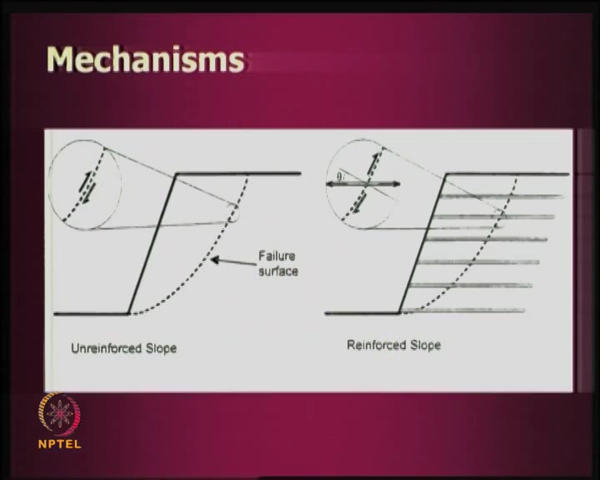 Mechanisms
θ
Failure
surface
Unreinforced Slope
Reinforced Slope
NPTEL